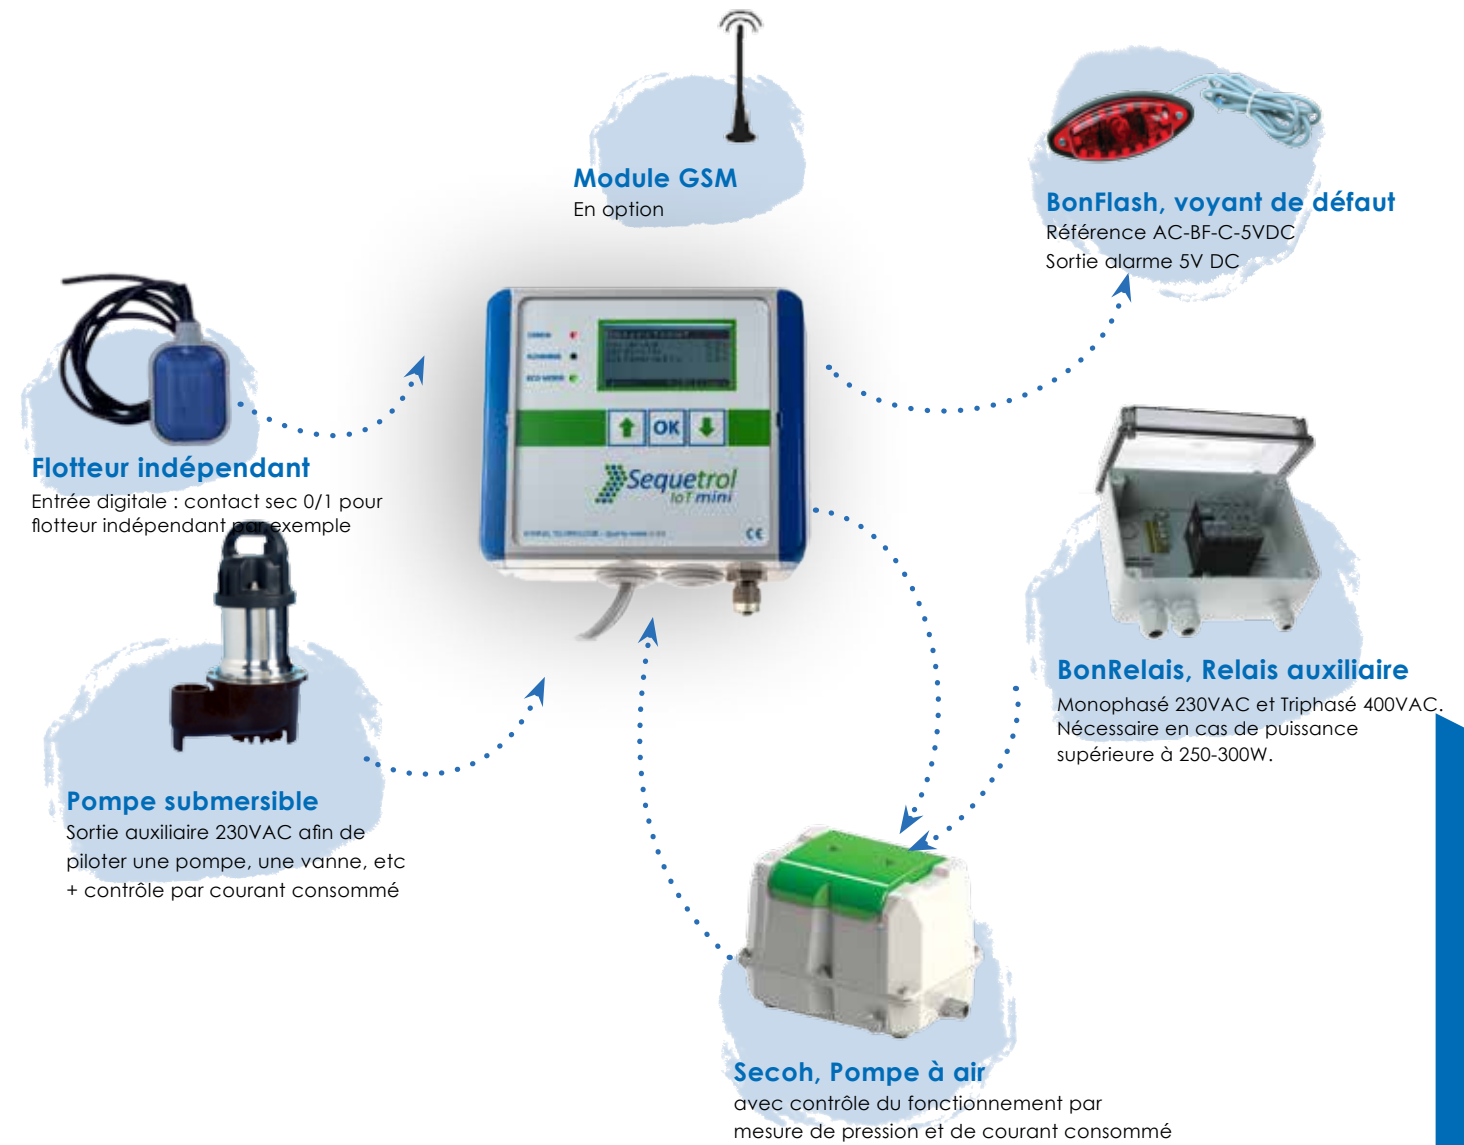 Module GSM
En option
BonFlash, voyant de défaut
Référence AC-BF-C-5VDC
Sortie alarme 5V DC
Flotteur indépendant
Entrée digitale : contact sec 0/1 pour
flotteur indépendant par exemple
OK
Sequetrol
IoT mini
CE
BonRelais, Relais auxiliaire
Monophasé 230VAC et Triphasé 400VAC.
Nécessaire en cas de puissance
supérieure à 250-300W.
Pompe submersible
Sortie auxiliaire 230VAC afin de
piloter une pompe, une vanne, etc
+ contrôle par courant consommé
Secoh, Pompe à air
avec contrôle du fonctionnement par
mesure de pression et de courant consommé